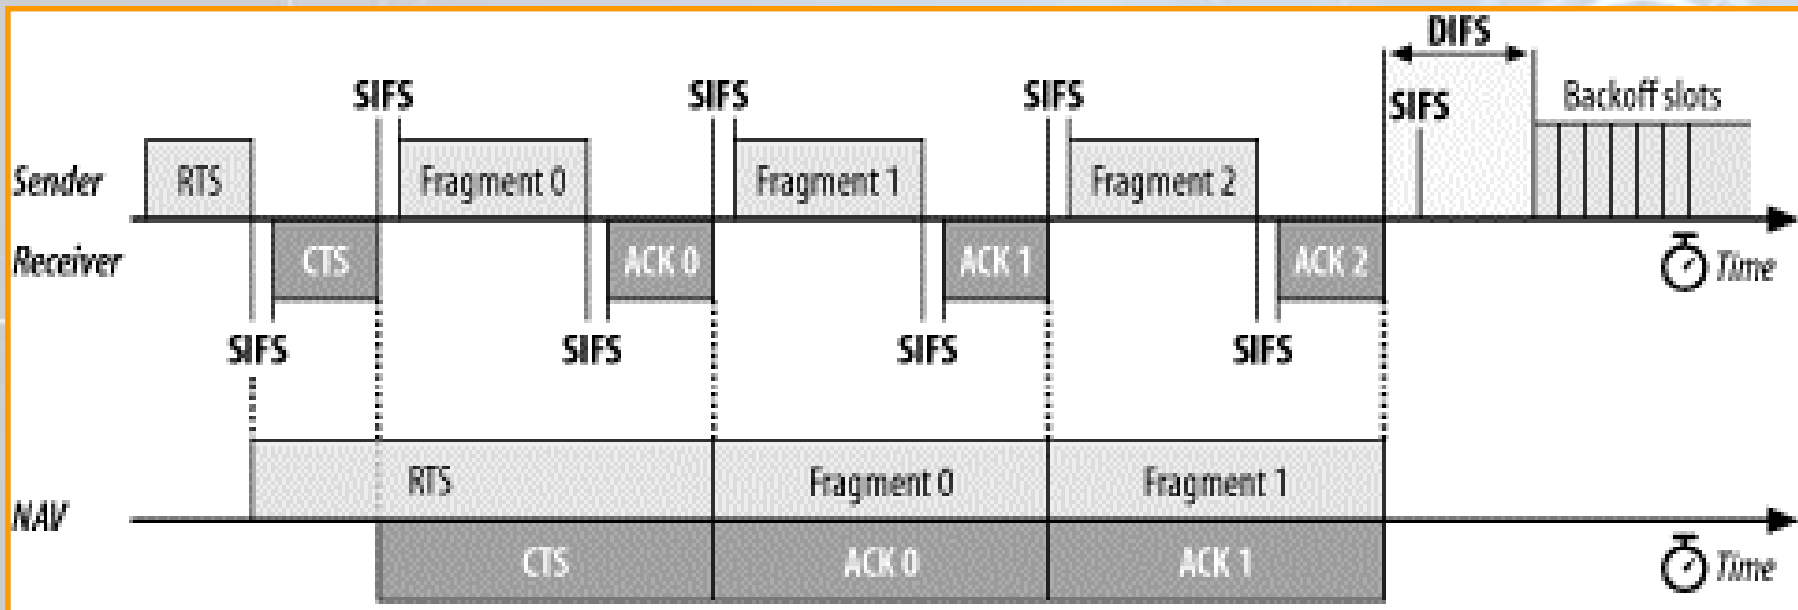 DIFS
SIFS SIFS SIFS SIFS Backoff slots
Sender RTS Fragment 0 Fragment 1 Fragment 2
Receiver CTS ACK 0 ACK 1 ACK 2 Time
SIFS SIFS SIFS SIFS
RTS Fragment 0 Fragment 1
NAV
CTS ACK 0 ACK 1 Time